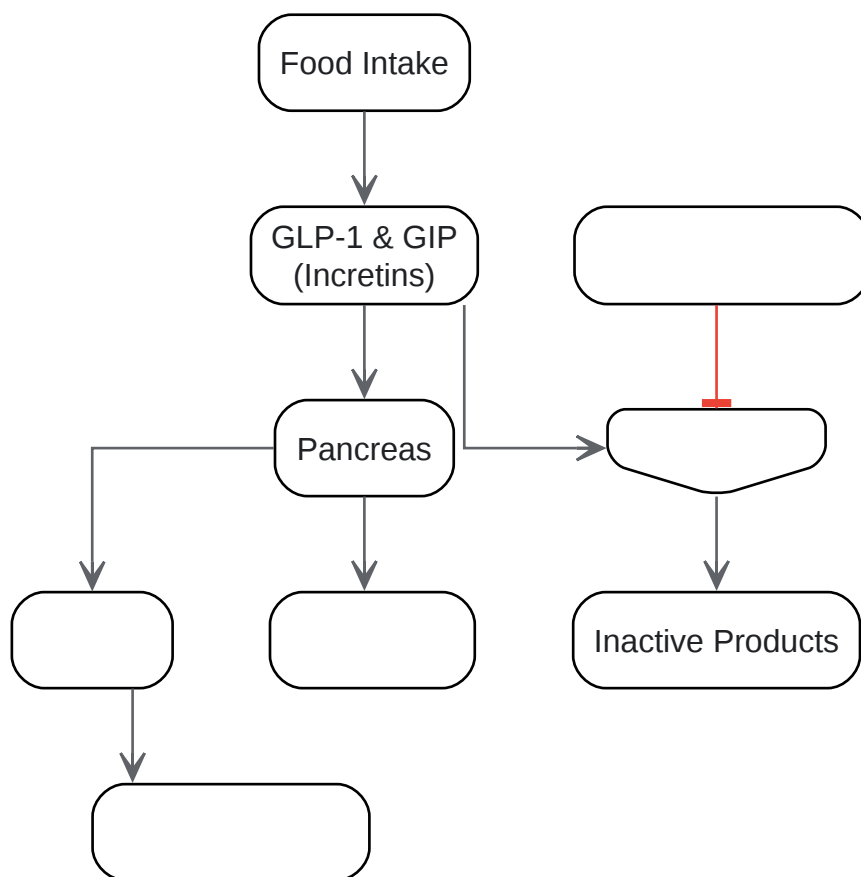 Food Intake
GLP-1 & GIP
(Incretins)
Pancreas
Inactive Products